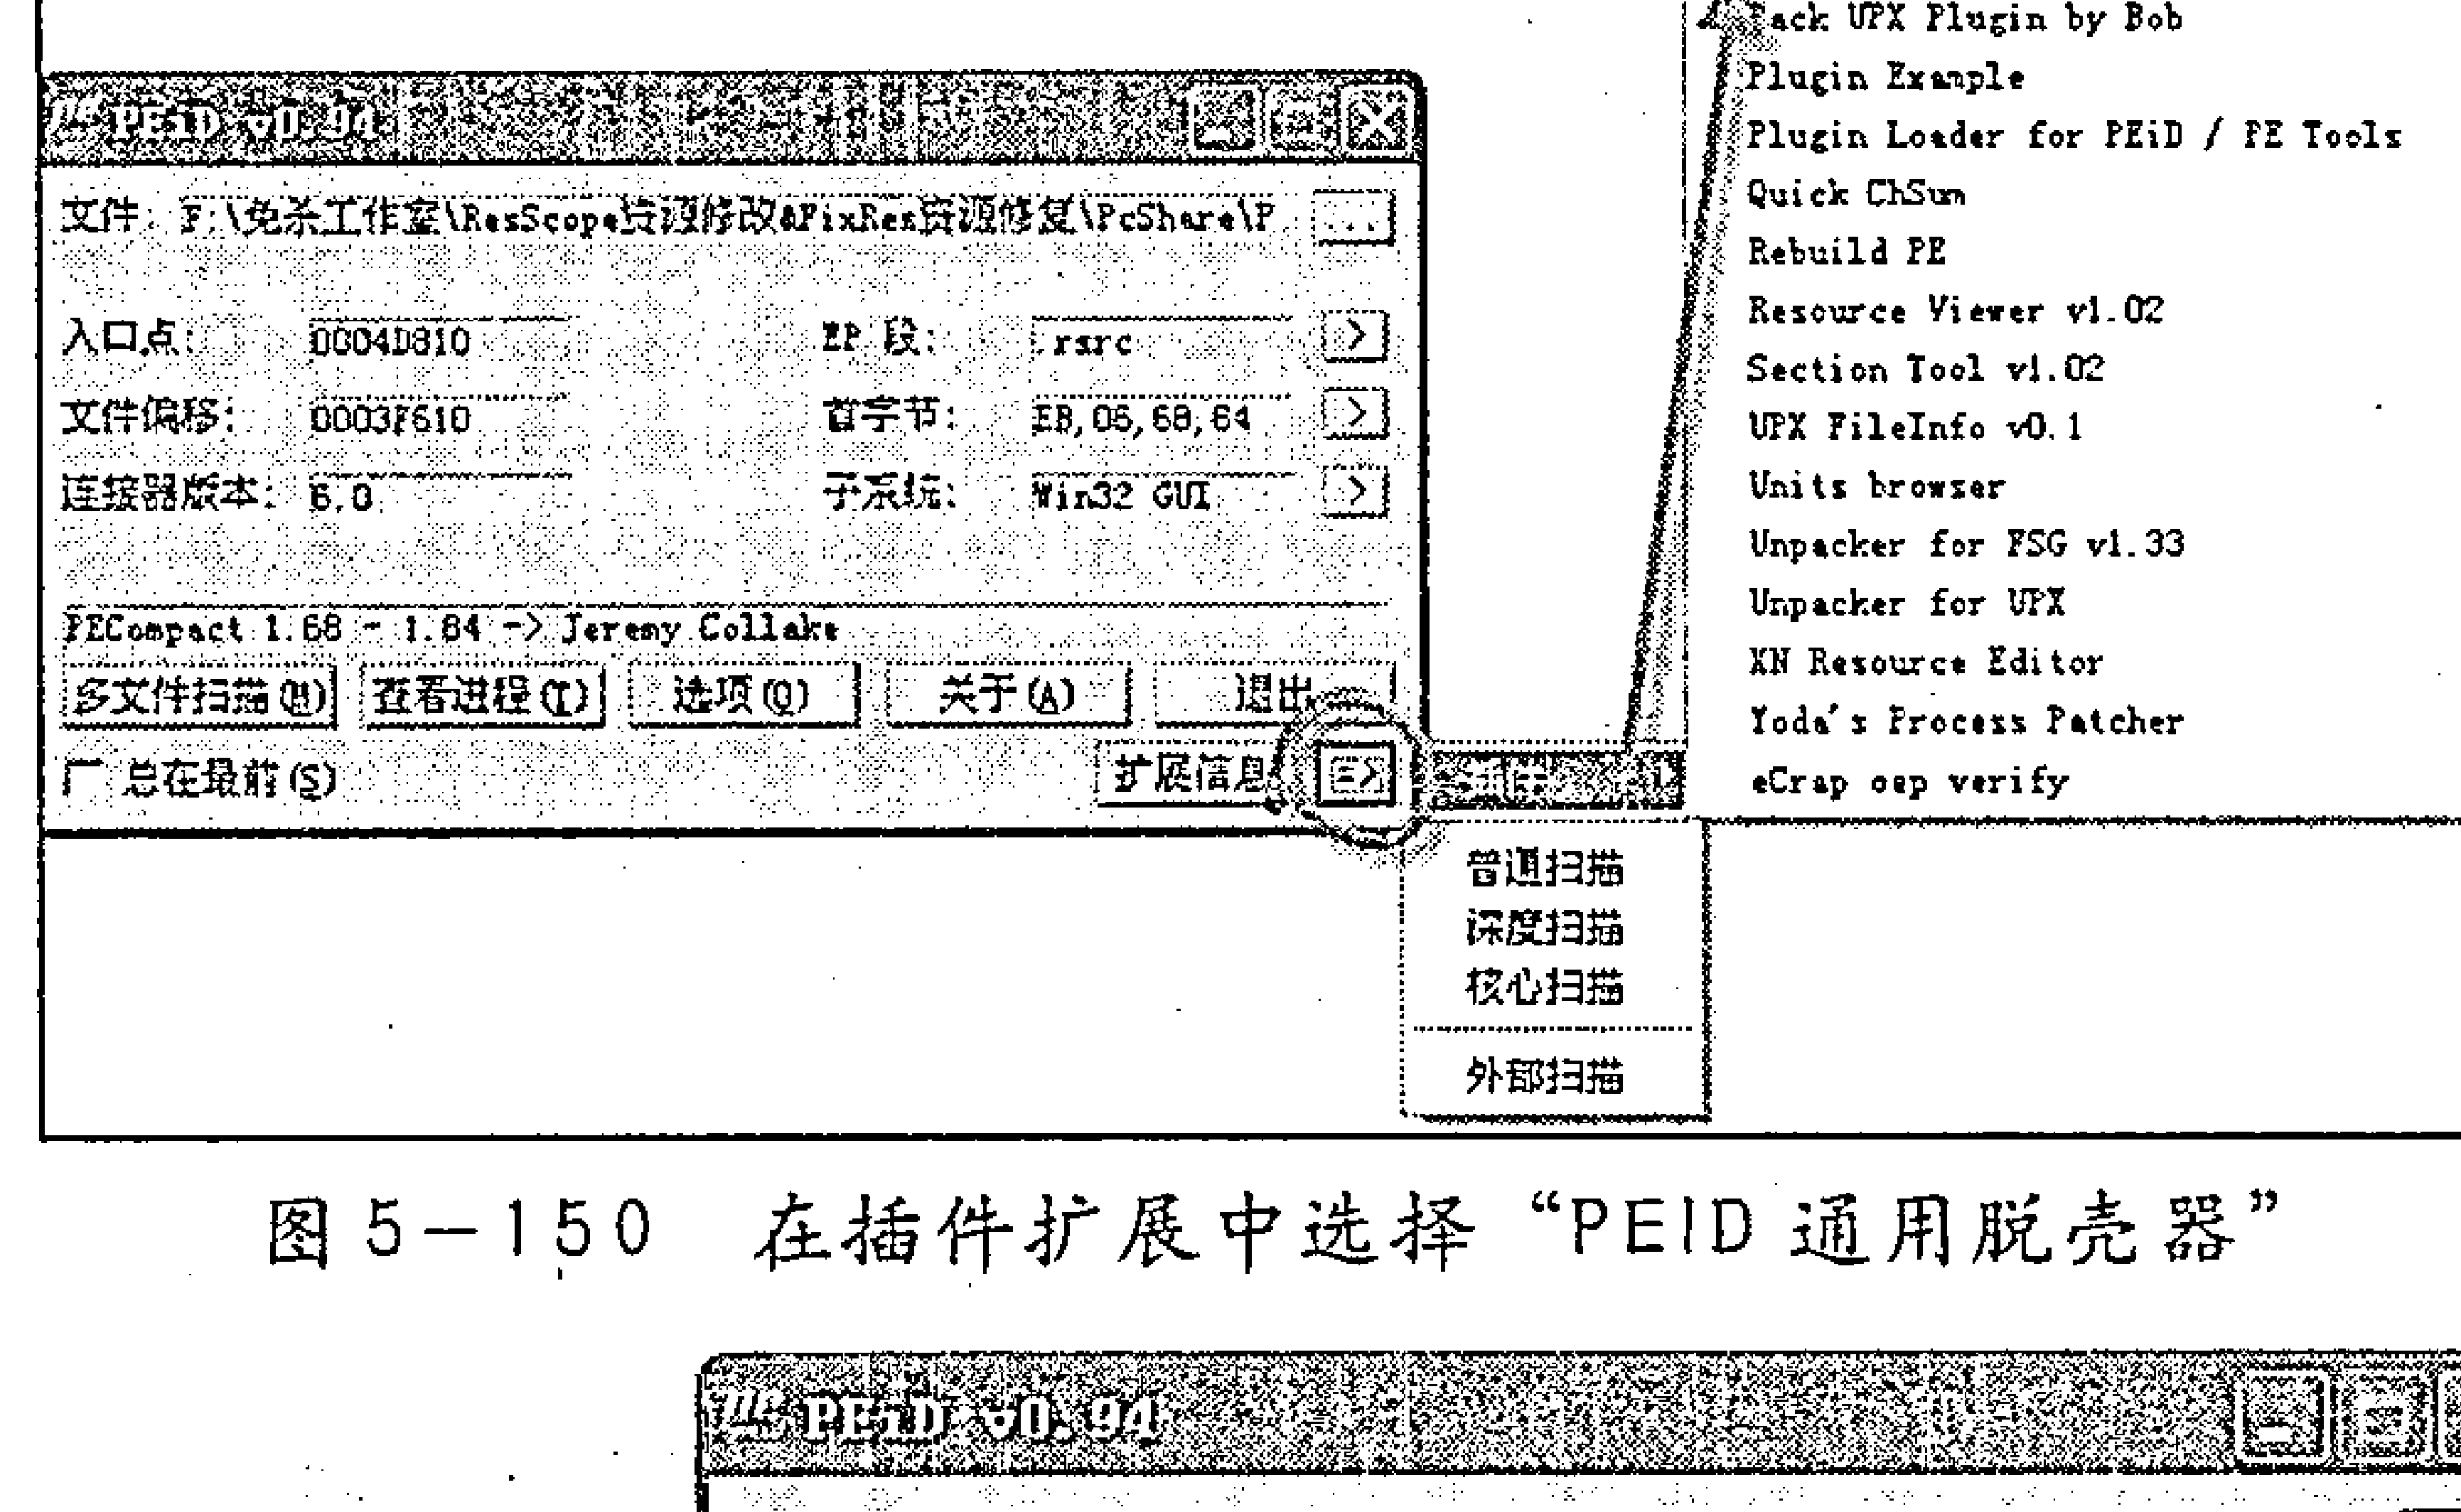 Pack UPX Plugin by Bob
Plugin Example
Plugin Loader for PEiD / PE Tools
Quick ChSum
Rebuild PE
Resource Viewer v1.02
Section Tool v1.02
UPX FileInfo v0.1
Units browser
Unpacker for FSG v1.33
Unpacker for UPX
XN Resource Editor
Yoda's Process Patcher
eCrap oep verify
PEiD v0.94
文件: F:\免杀工作室\ResScope资源修改&FixRes资源修复\PcShare\P ...
入口点: 0004D810 EP 段: .rsrc >
文件偏移: 0003F610 首字节: EB,06,68,64 >
连接器版本: 6.0 子系统: Win32 GUI >
PECompact 1.68 - 1.84 -> Jeremy Collake
多文件扫描(M) 查看进程(T) 选项(O) 关于(A) 退出
总在最前(S) 扩展信息 => 插件
普通扫描
深度扫描
核心扫描
外部扫描
图5-150 在插件扩展中选择“PEID通用脱壳器”
PEiD v0.94